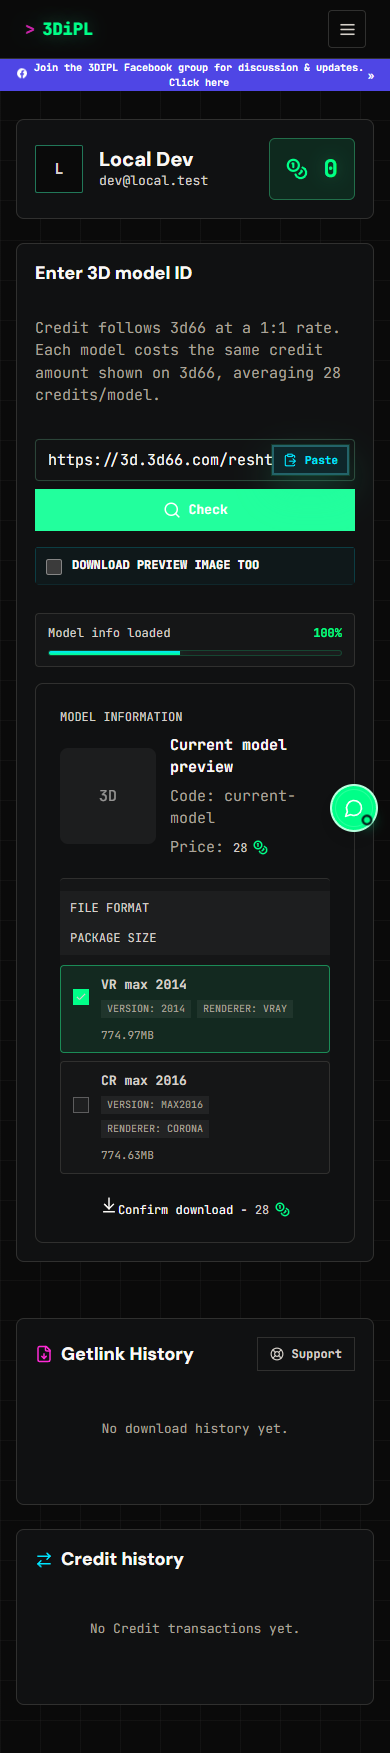 > 3DiPL
Join the 3DIPL Facebook group for discussion & updates.
Click here »
L
Local Dev
dev@local.test
0
Enter 3D model ID
Credit follows 3d66 at a 1:1 rate.
Each model costs the same credit
amount shown on 3d66, averaging 28
credits/model.
https://3d.3d66.com/resht
Paste
Check
DOWNLOAD PREVIEW IMAGE TOO
Model info loaded 100%
MODEL INFORMATION
3D
Current model
preview
Code: current-
model
Price: 28
FILE FORMAT
PACKAGE SIZE
VR max 2014
VERSION: 2014 RENDERER: VRAY
774.97MB
CR max 2016
VERSION: MAX2016
RENDERER: CORONA
774.63MB
Confirm download - 28
Getlink History
Support
No download history yet.
Credit history
No Credit transactions yet.